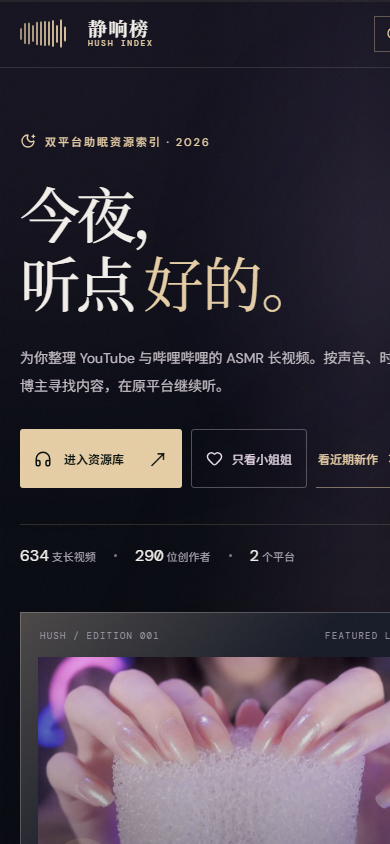 静响榜
HUSH INDEX
双平台助眠资源索引 · 2026
今夜，
听点好的。
为你整理 YouTube 与哔哩哔哩的 ASMR 长视频。按声音、时
博主寻找内容，在原平台继续听。
进入资源库
只看小姐姐
看近期新作
634 支长视频 · 290 位创作者 · 2 个平台
HUSH / EDITION 001
FEATURED L